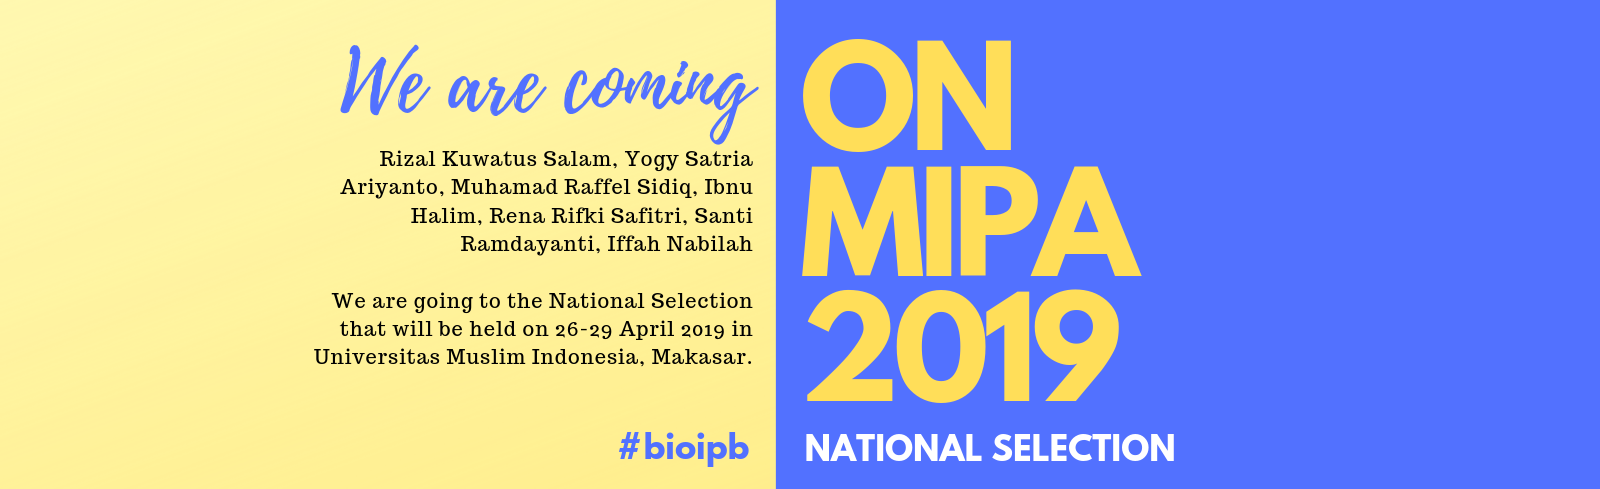 We are coming
Rizal Kuwatus Salam, Yogy Satria
Ariyanto, Muhamad Raffel Sidiq, Ibnu
Halim, Rena Rifki Safitri, Santi
Ramdayanti, Iffah Nabilah
We are going to the National Selection
that will be held on 26-29 April 2019 in
Universitas Muslim Indonesia, Makasar.
#bioipb
ON
MIPA
2019
NATIONAL SELECTION